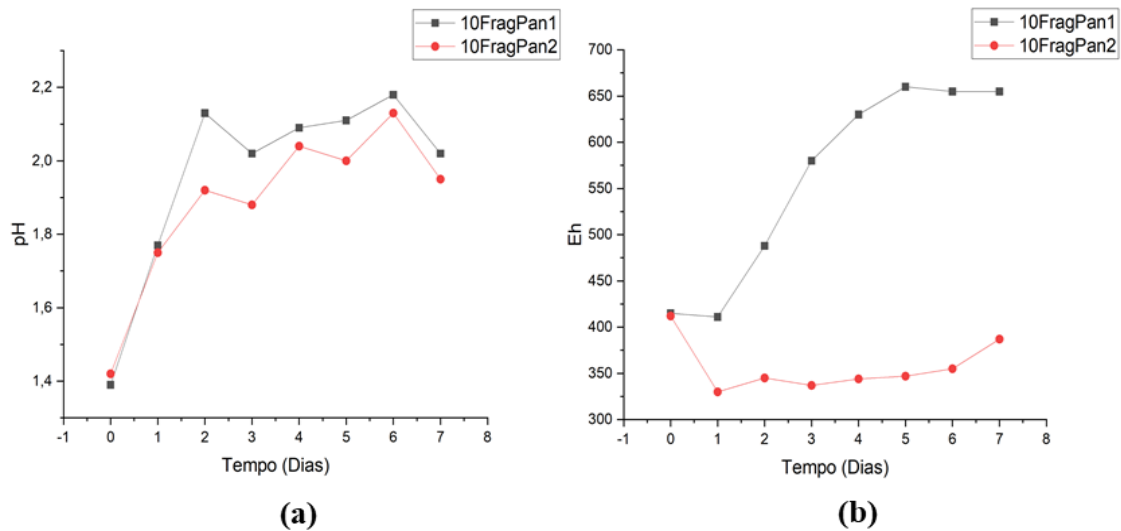 10FragPan1
10FragPan2
2,2
2,0
1,8
1,6
1,4
pH
-1 0 1 2 3 4 5 6 7 8
Tempo (Dias)
(a)
10FragPan1
10FragPan2
700
650
600
550
500
450
400
350
300
Eh
-1 0 1 2 3 4 5 6 7 8
Tempo (Dias)
(b)